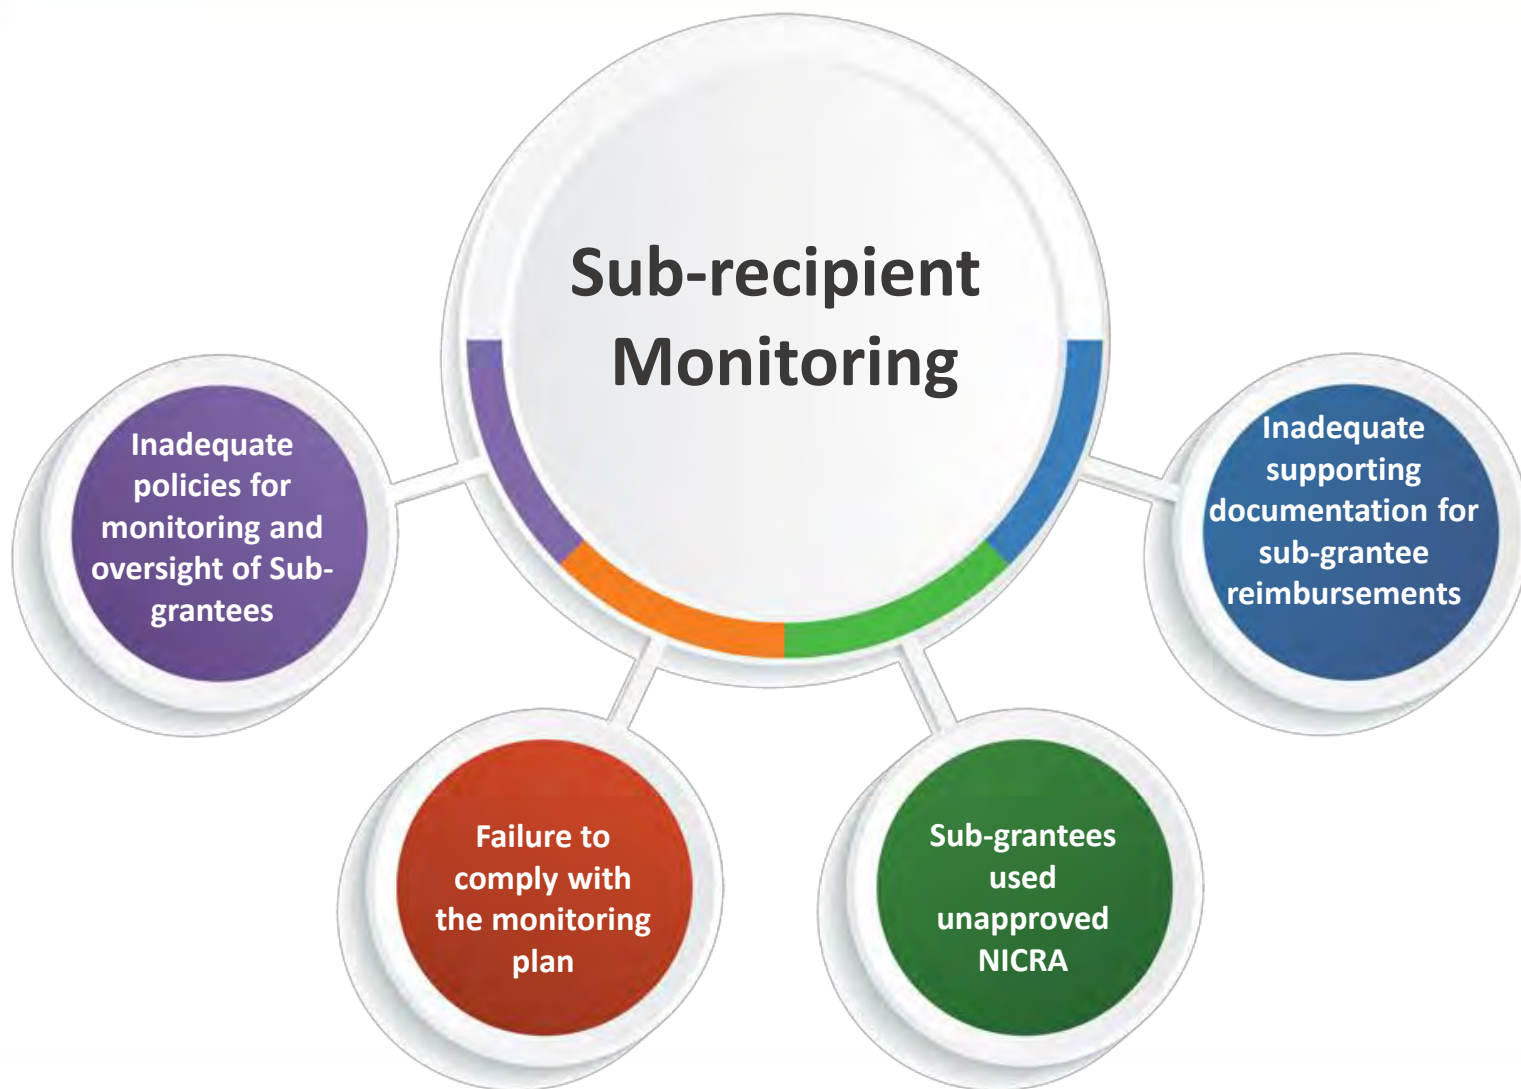 Sub-recipient
Monitoring
Inadequate
policies for
monitoring and
oversight of Sub-
grantees
Failure to
comply with
the monitoring
plan
Sub-grantees
used
unapproved
NICRA
Inadequate
supporting
documentation for
sub-grantee
reimbursements